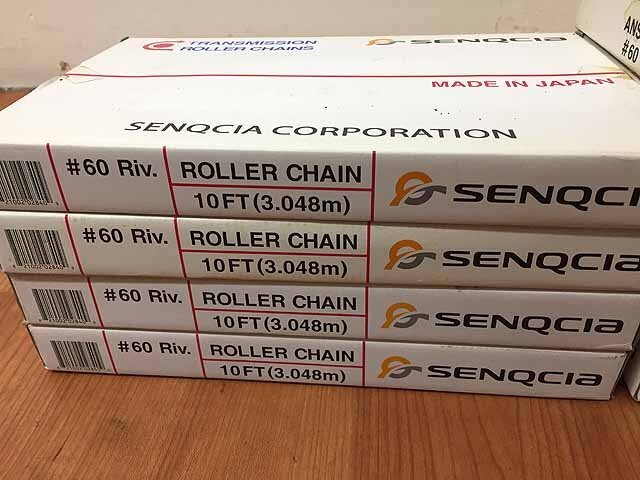 TRANSMISSION
ROLLER CHAINS
SENQCIA
MADE IN JAPAN
SENQCIA CORPORATION
#60 Riv.
ROLLER CHAIN
10FT(3.048m)
SENQCI
#60 Riv.
ROLLER CHAIN
10FT(3.048m)
SENQCIA
#60 Riv.
ROLLER CHAIN
10FT(3.048m)
SENQCIA
#60 Riv.
ROLLER CHAIN
10FT(3.048m)
SENQCIA
ANS
#60